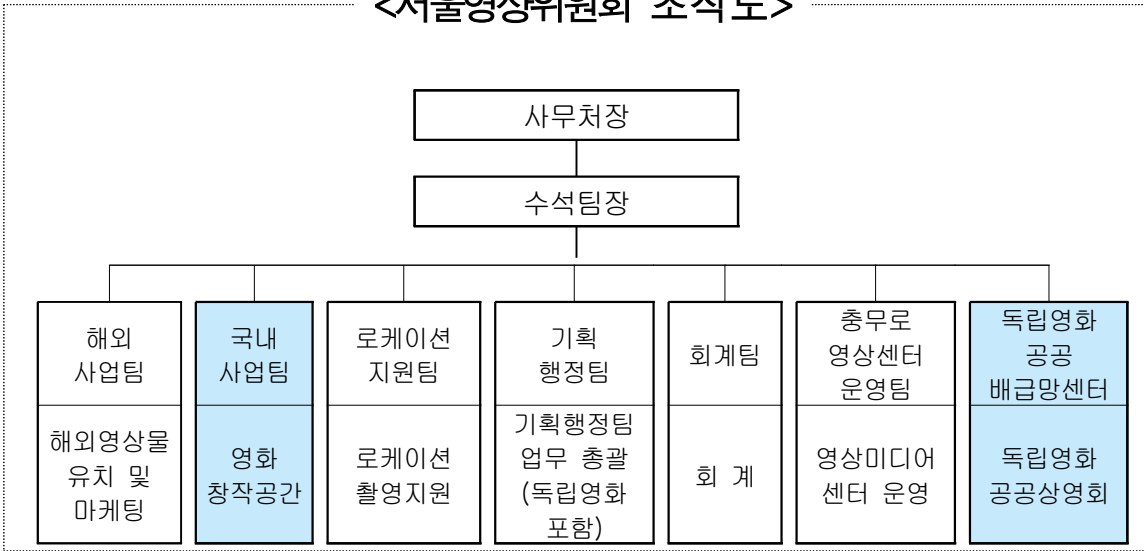 <서울영상위원회 조직도>
사무처장
수석팀장
해외
사업팀
국내
사업팀
로케이션
지원팀
기획
행정팀
회계팀
충무로
영상센터
운영팀
독립영화
공공
배급망센터
해외영상물
유치 및
마케팅
영화
창작공간
로케이션
촬영지원
기획행정팀
업무 총괄
(독립영화
포함)
회 계
영상미디어
센터 운영
독립영화
공공상영회